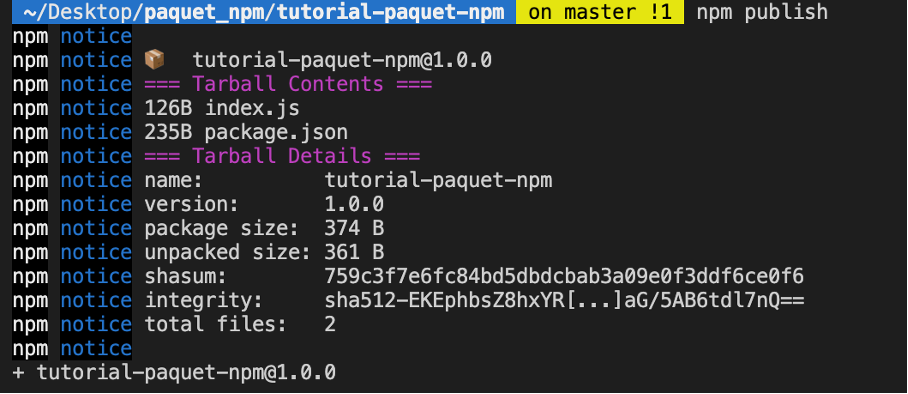 ~/Desktop/paquet_npm/tutorial-paquet-npm on master !1 npm publish
npm notice
npm notice 📦 tutorial-paquet-npm@1.0.0
npm notice === Tarball Contents ===
npm notice 126B index.js
npm notice 235B package.json
npm notice === Tarball Details ===
npm notice name: tutorial-paquet-npm
npm notice version: 1.0.0
npm notice package size: 374 B
npm notice unpacked size: 361 B
npm notice shasum: 759c3f7e6fc84bd5dbdcbab3a09e0f3ddf6ce0f6
npm notice integrity: sha512-EKEphbsZ8hxYR[...]aG/5AB6tdl7nQ==
npm notice total files: 2
npm notice
+ tutorial-paquet-npm@1.0.0